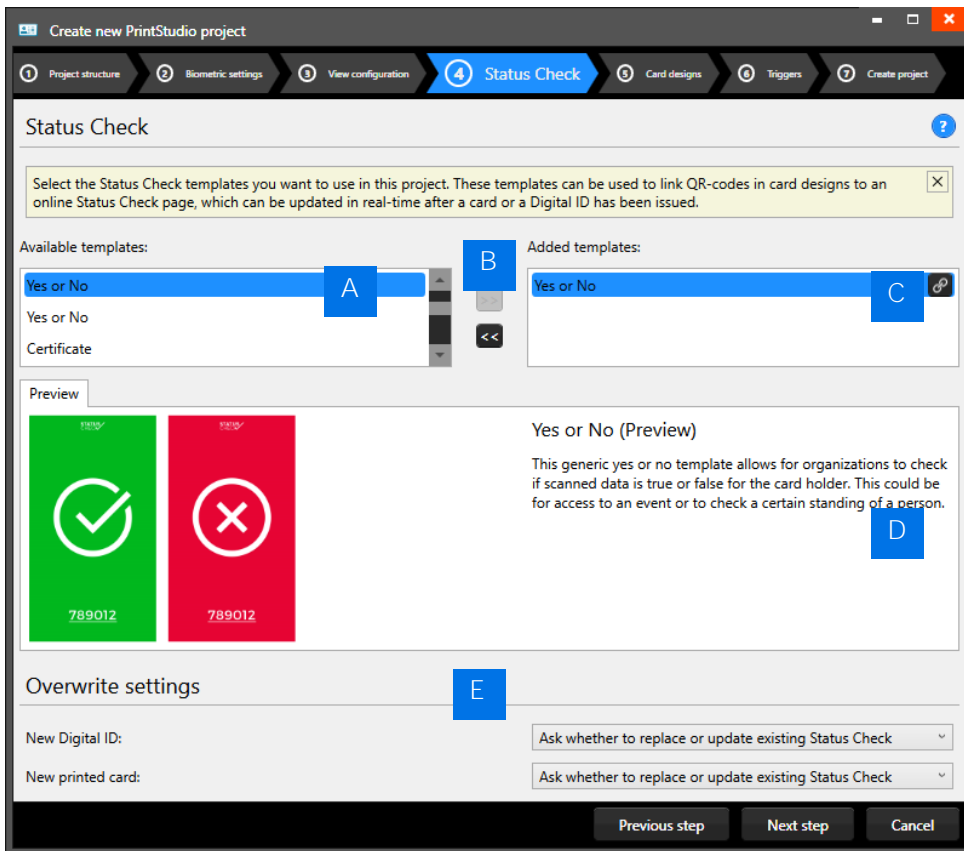 Create new PrintStudio project
1 Project structure 2 Biometric settings 3 View configuration 4 Status Check 5 Card designs 6 Triggers 7 Create project
Status Check
?
Select the Status Check templates you want to use in this project. These templates can be used to link QR-codes in card designs to an
online Status Check page, which can be updated in real-time after a card or a Digital ID has been issued.
Available templates:
B
Added templates:
Yes or No
A
>>
Yes or No
C
Yes or No
<<
Certificate
Preview
STATUS
CHECK
STATUS
CHECK
789012
789012
Yes or No (Preview)
This generic yes or no template allows for organizations to check
if scanned data is true or false for the card holder. This could be
for access to an event or to check a certain standing of a person.
D
Overwrite settings
E
New Digital ID:
Ask whether to replace or update existing Status Check
New printed card:
Ask whether to replace or update existing Status Check
Previous step Next step Cancel